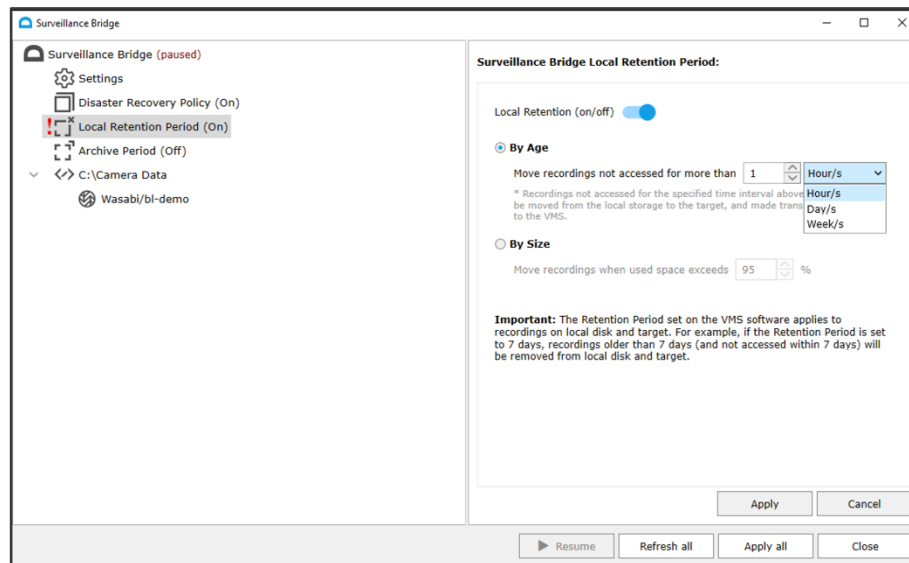 Surveillance Bridge
Surveillance Bridge (paused)
Settings
Disaster Recovery Policy (On)
Local Retention Period (On)
Archive Period (Off)
C:\Camera Data
Wasabi/bl-demo
Surveillance Bridge Local Retention Period:
Local Retention (on/off)
By Age
Move recordings not accessed for more than 1 Hour/s
Hour/s
Day/s
Week/s
* Recordings not accessed for the specified time interval above
be moved from the local storage to the target, and made
to the VMS.
By Size
Move recordings when used space exceeds 95 %
Important: The Retention Period set on the VMS software applies to
recordings on local disk and target. For example, if the Retention Period is set
to 7 days, recordings older than 7 days (and not accessed within 7 days) will
be removed from local disk and target.
Apply
Cancel
Resume
Refresh all
Apply all
Close